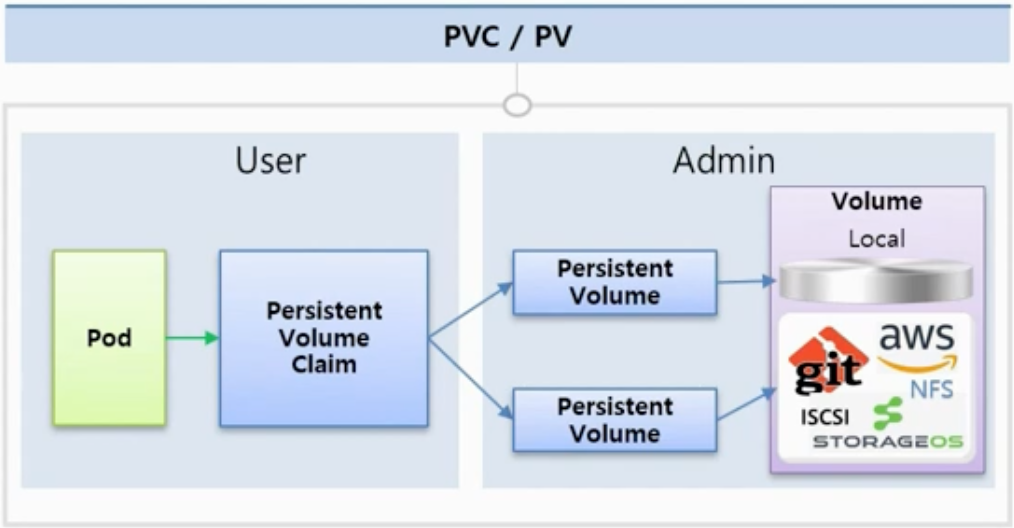 PVC / PV
User
Pod
Persistent
Volume
Claim
Admin
Persistent
Volume
Persistent
Volume
Volume
Local
git
aws
NFS
ISCSI
STORAGEOS